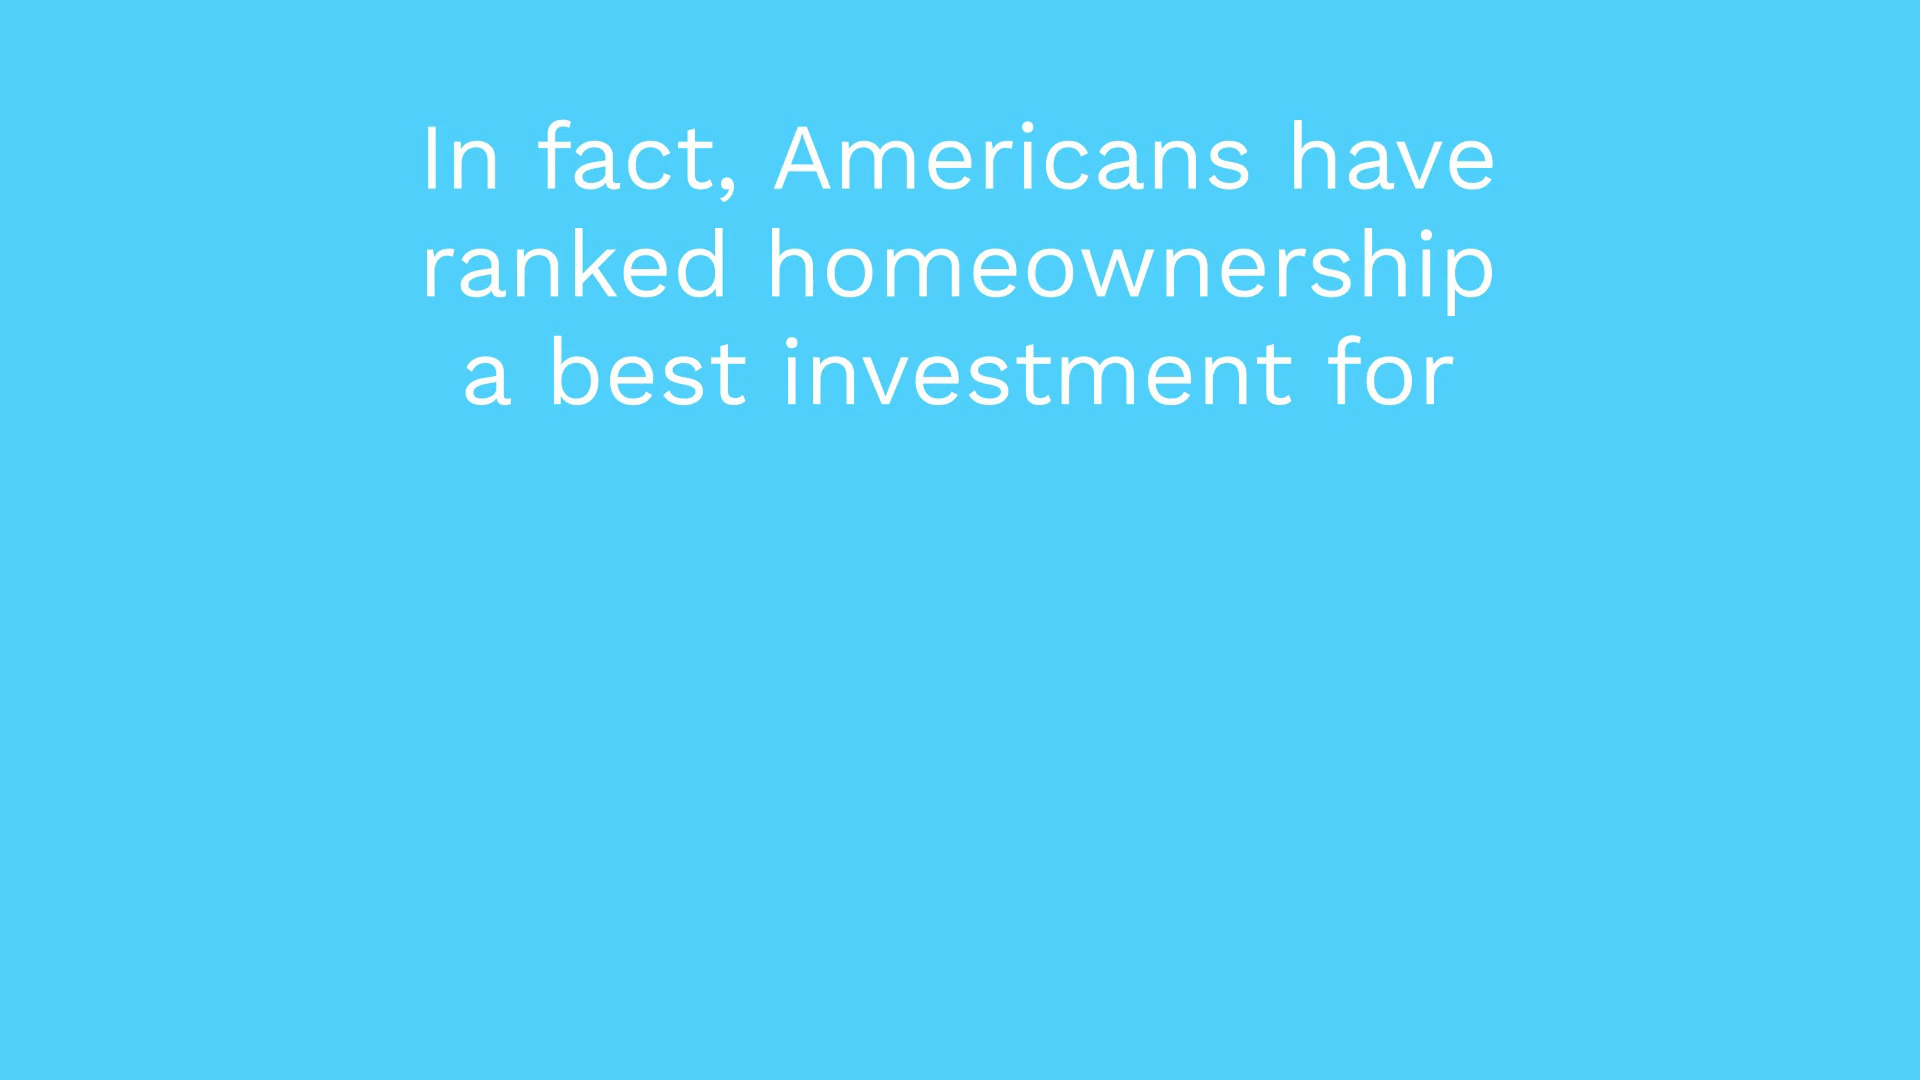 In fact, Americans have
ranked homeownership
a best investment for